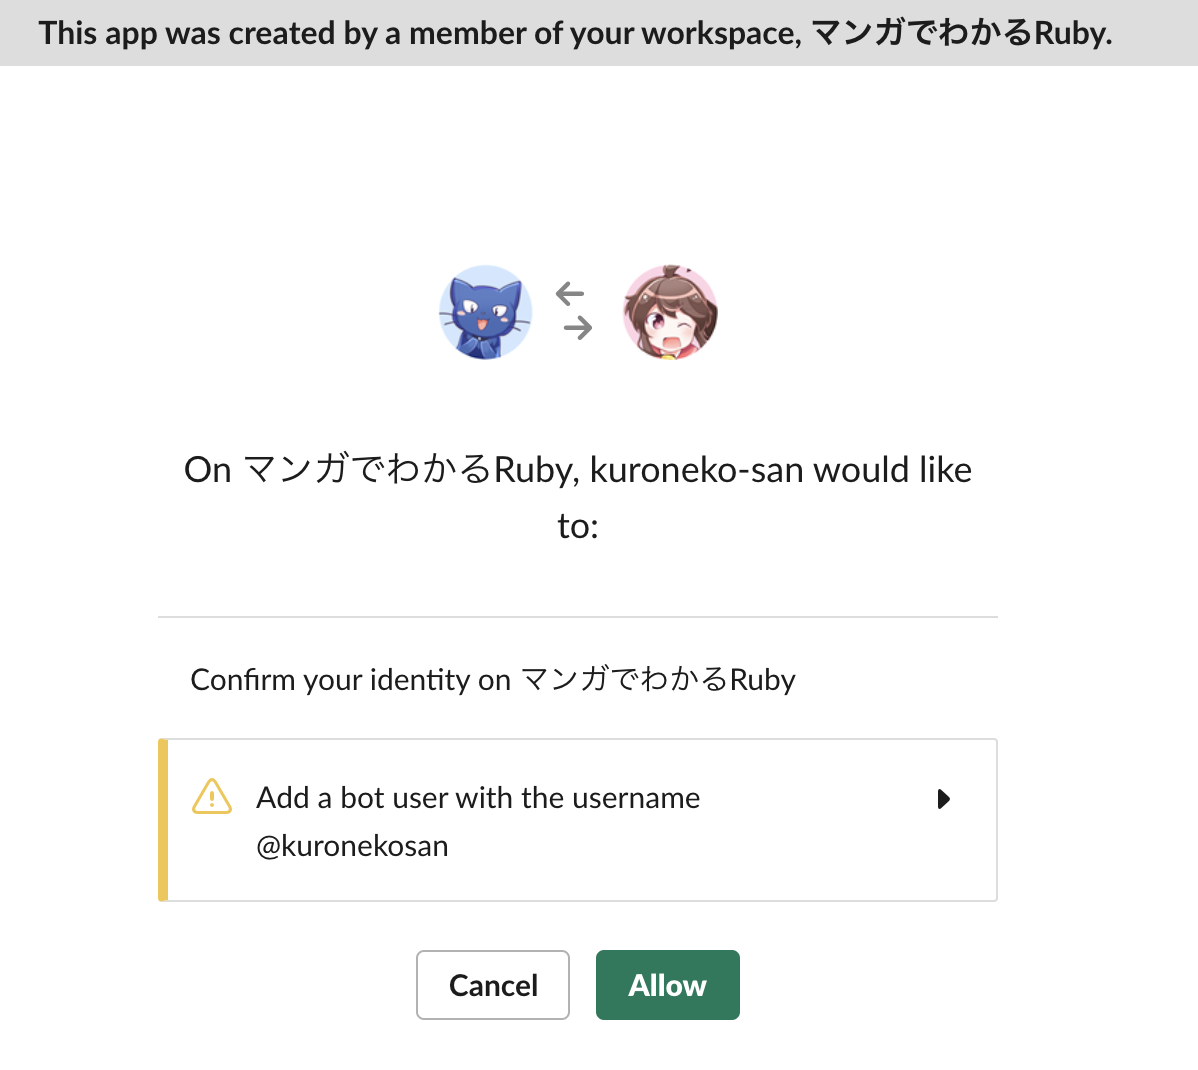 This app was created by a member of your workspace, マンガでわかるRuby.
On マンガでわかるRuby, kuroneko-san would like
to:
Confirm your identity on マンガでわかるRuby
Add a bot user with the username
@kuronekosan
Cancel
Allow